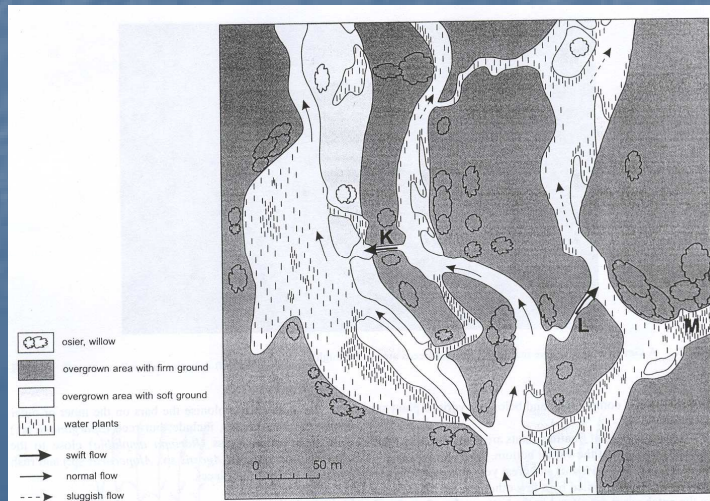 K
L
M
osier, willow
overgrown area with firm ground
overgrown area with soft ground
water plants
swift flow
normal flow
sluggish flow
0 50 m